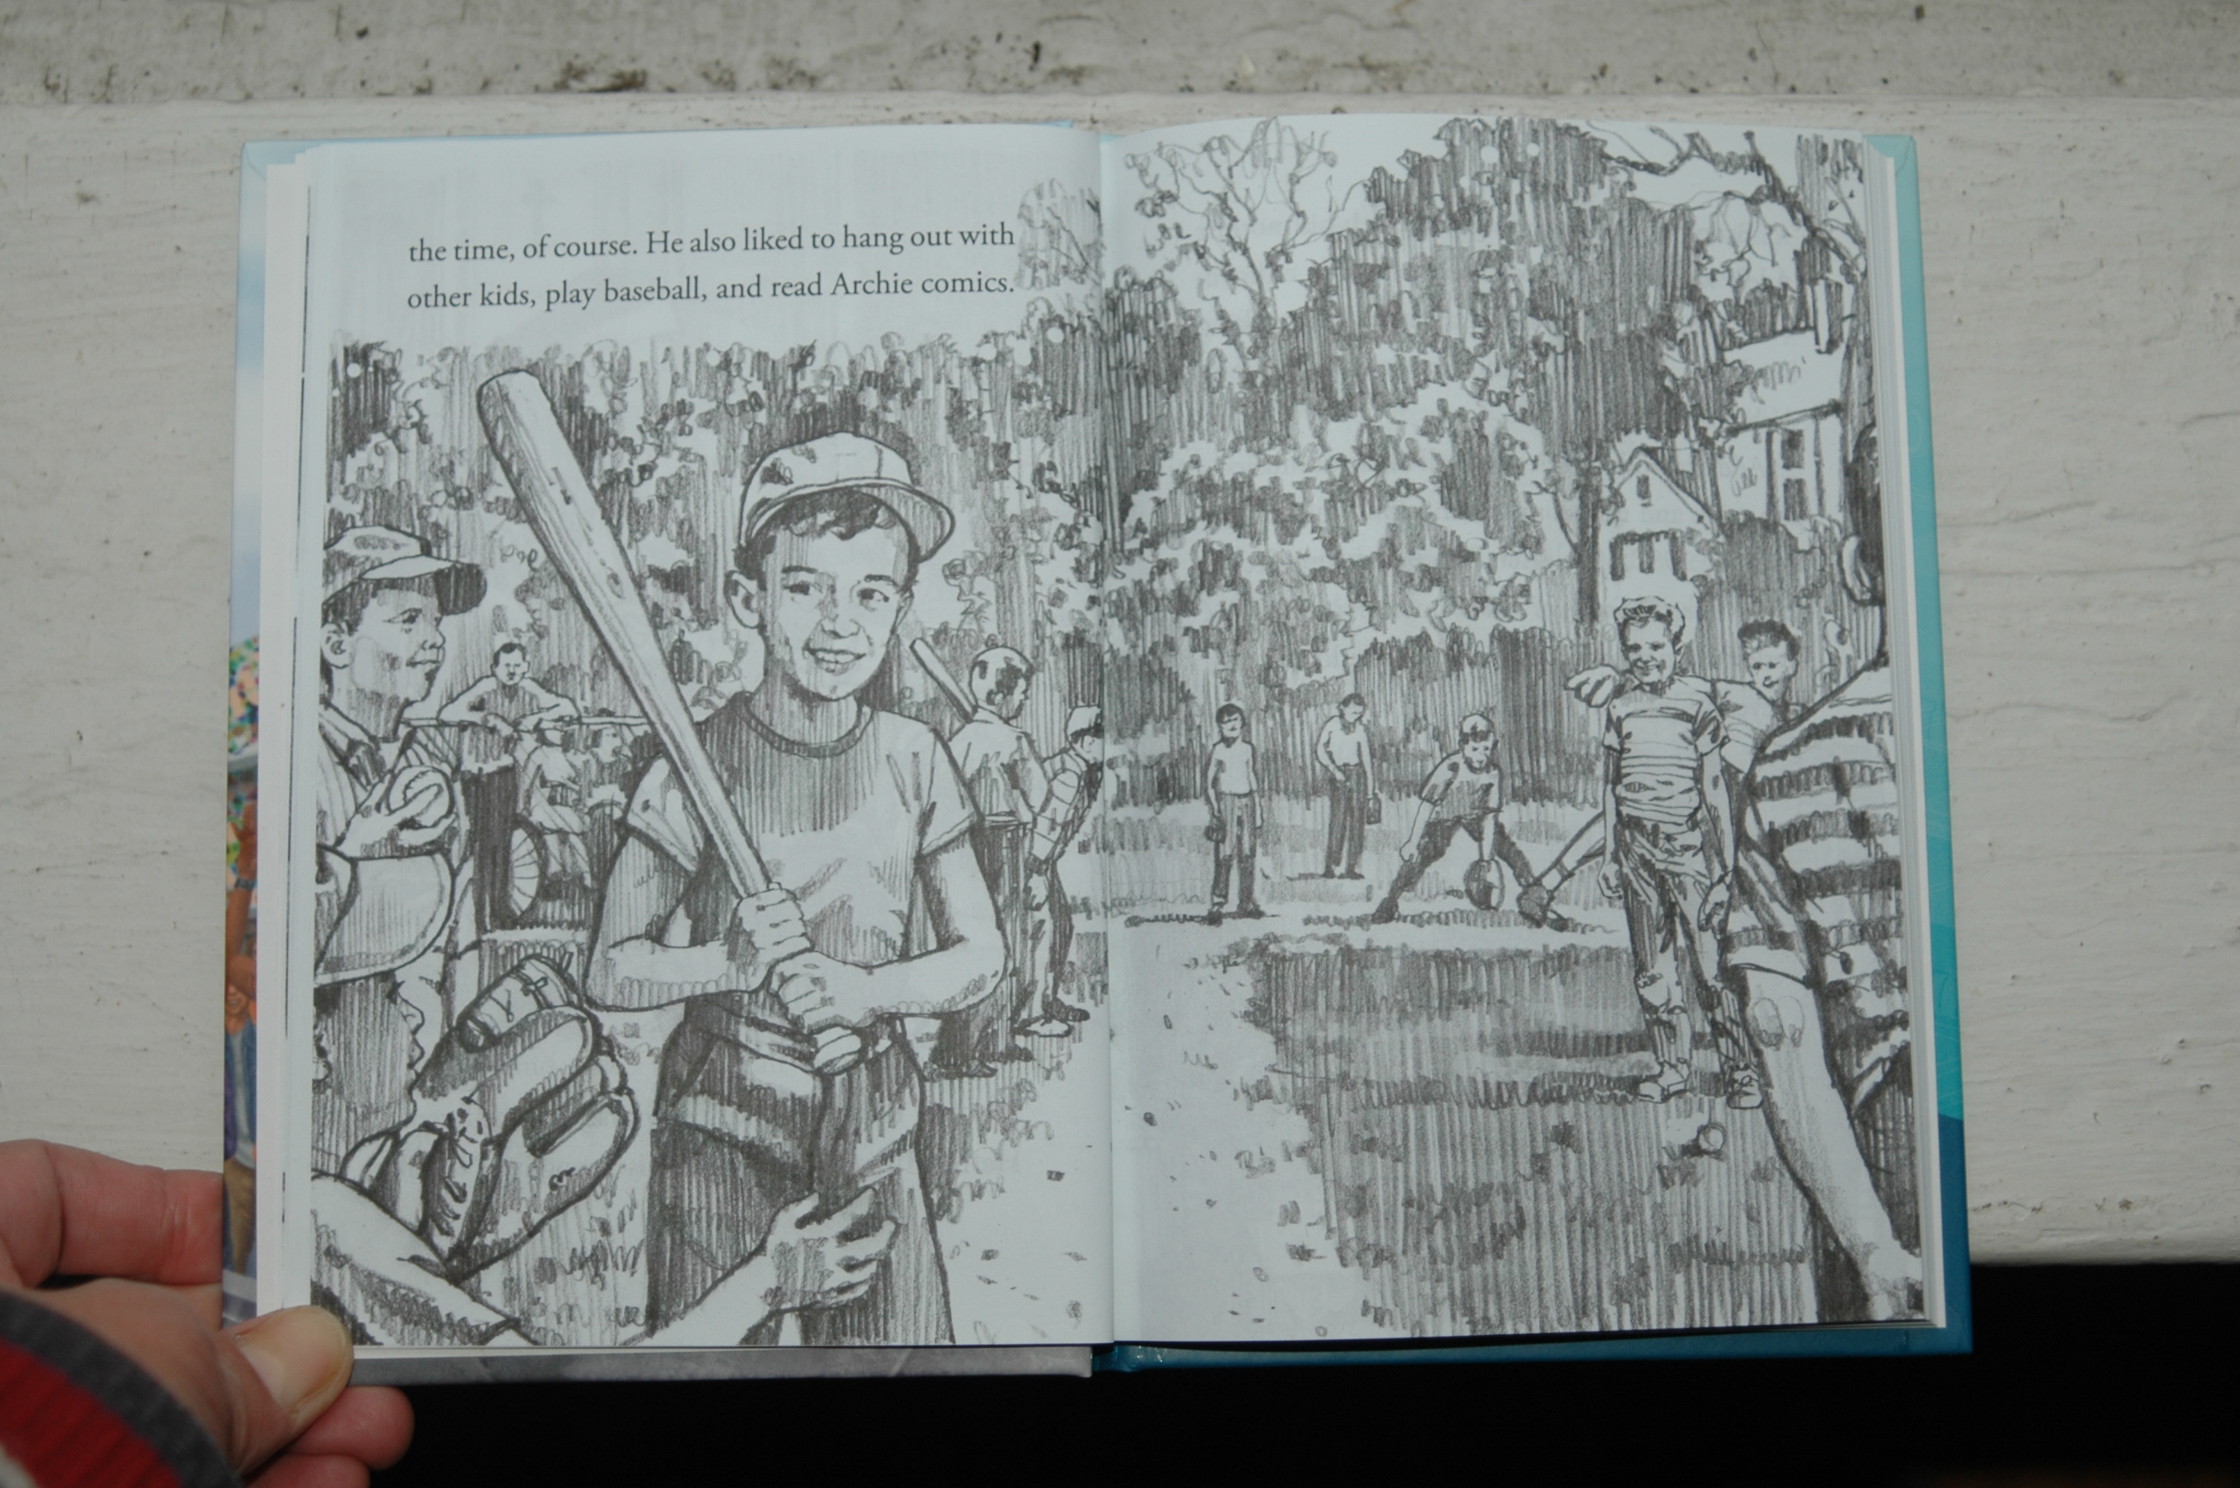 the time, of course. He also liked to hang out with
other kids, play baseball, and read Archie comics.